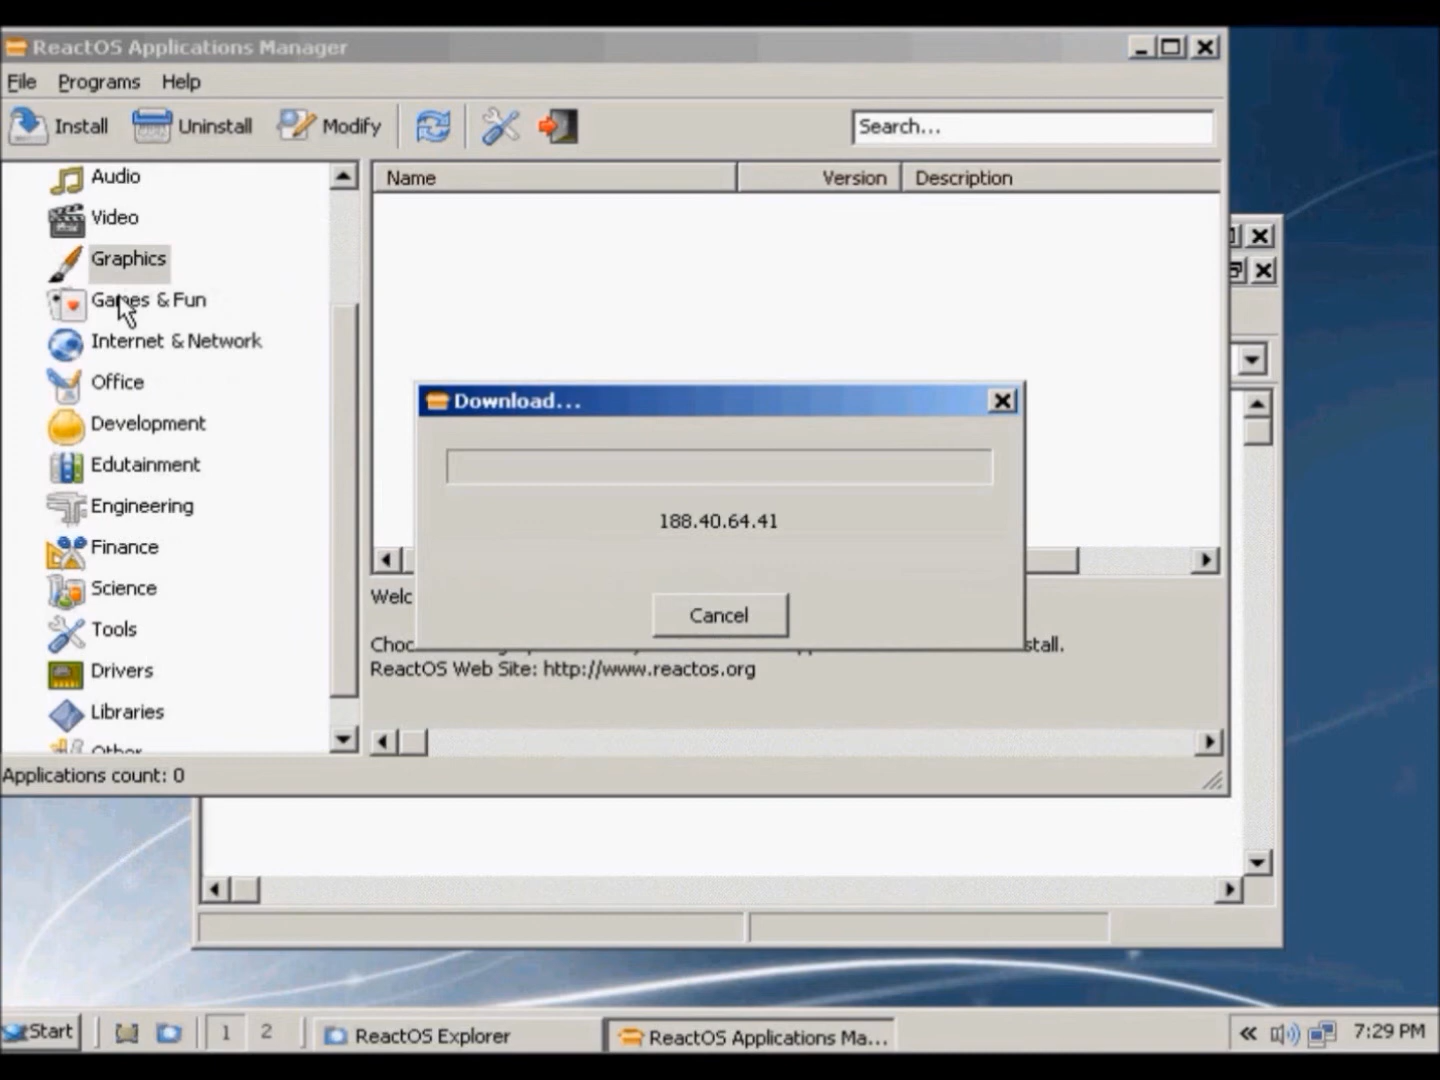 ReactOS Applications Manager
File Programs Help
Install Uninstall Modify Search...
Audio
Video
Graphics
Games & Fun
Internet & Network
Office
Development
Edutainment
Engineering
Finance
Science
Tools
Drivers
Libraries
Other
Name Version Description
Download...
188.40.64.41
Cancel
Welc
Choo stall.
ReactOS Web Site: http://www.reactos.org
Applications count: 0
Start 1 2 ReactOS Explorer ReactOS Applications Ma... « 7:29 PM